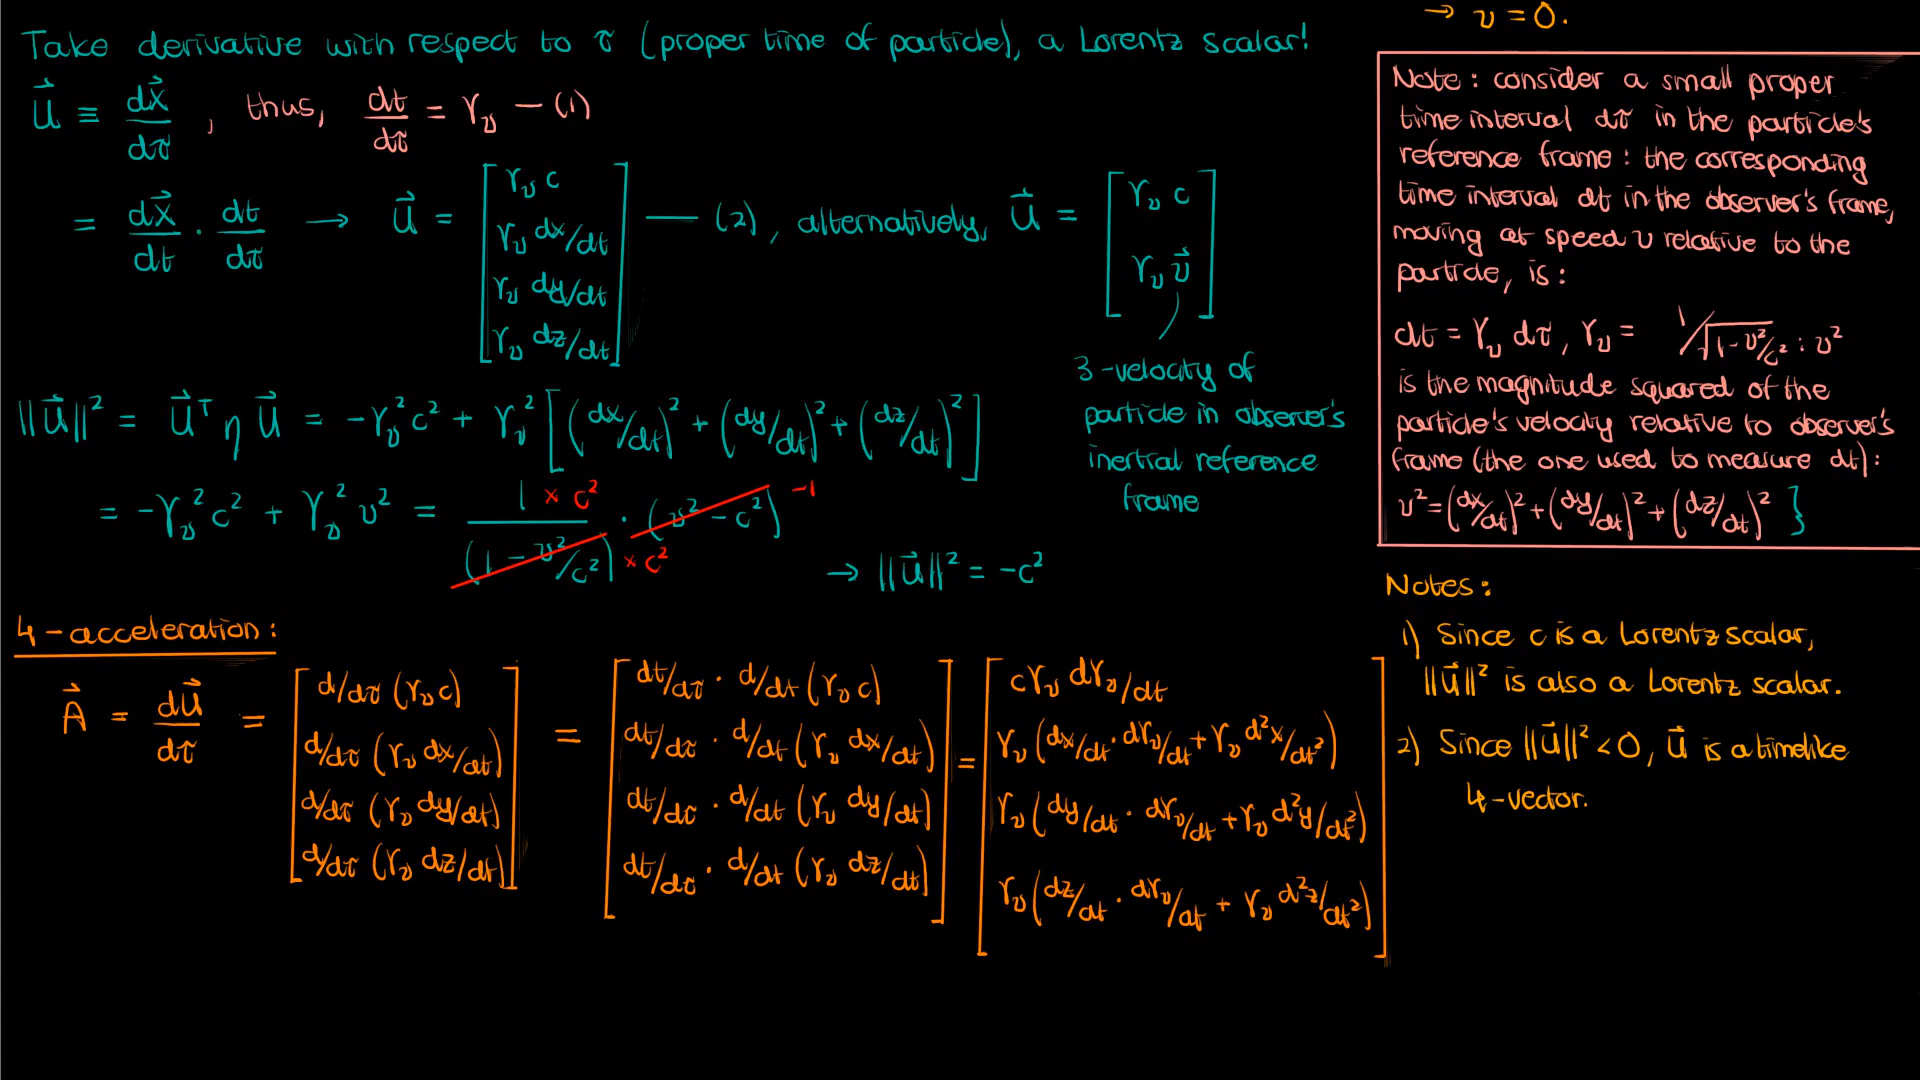 → v = 0.
Take derivative with respect to τ (proper time of particle), a Lorentz scalar!
U⃗ ≡ dX⃗/dτ , thus, dt/dτ = γᵥ — (1)
= dX⃗/dt · dt/dτ → U⃗ = [γᵥ c ; γᵥ dx/dt ; γᵥ dy/dt ; γᵥ dz/dt] — (2), alternatively, U⃗ = [γᵥ c ; γᵥ v⃗]
3-velocity of
particle in observer's
inertial reference
frame
||U⃗||² = U⃗ᵀ η U⃗ = -γᵥ²c² + γᵥ² [(dx/dt)² + (dy/dt)² + (dz/dt)²]
= -γᵥ²c² + γᵥ²v² = 1 × c² / (1 - v²/c²) × c² · (v² - c²) -1
→ ||U⃗||² = -c²
4-acceleration:
A⃗ = dU⃗/dτ = [d/dτ (γᵥ c) ; d/dτ (γᵥ dx/dt) ; d/dτ (γᵥ dy/dt) ; d/dτ (γᵥ dz/dt)] = [dt/dτ · d/dt (γᵥ c) ; dt/dτ · d/dt (γᵥ dx/dt) ; dt/dτ · d/dt (γᵥ dy/dt) ; dt/dτ · d/dt (γᵥ dz/dt)] = [cγᵥ dγᵥ/dt ; γᵥ (dx/dt · dγᵥ/dt + γᵥ d²x/dt²) ; γᵥ (dy/dt · dγᵥ/dt + γᵥ d²y/dt²) ; γᵥ (dz/dt · dγᵥ/dt + γᵥ d²z/dt²)]
Note: consider a small proper
time interval dτ in the particle's
reference frame: the corresponding
time interval dt in the observer's frame,
moving at speed v relative to the
particle, is:
dt = γᵥ dτ, γᵥ = 1/√(1-v²/c²) : v²
is the magnitude squared of the
particle's velocity relative to observer's
frame (the one used to measure dt):
v² = (dx/dt)² + (dy/dt)² + (dz/dt)² }
Notes:
1) Since c is a Lorentz scalar,
||U⃗||² is also a Lorentz scalar.
2) Since ||U⃗||² < 0, U⃗ is a timelike
4-vector.